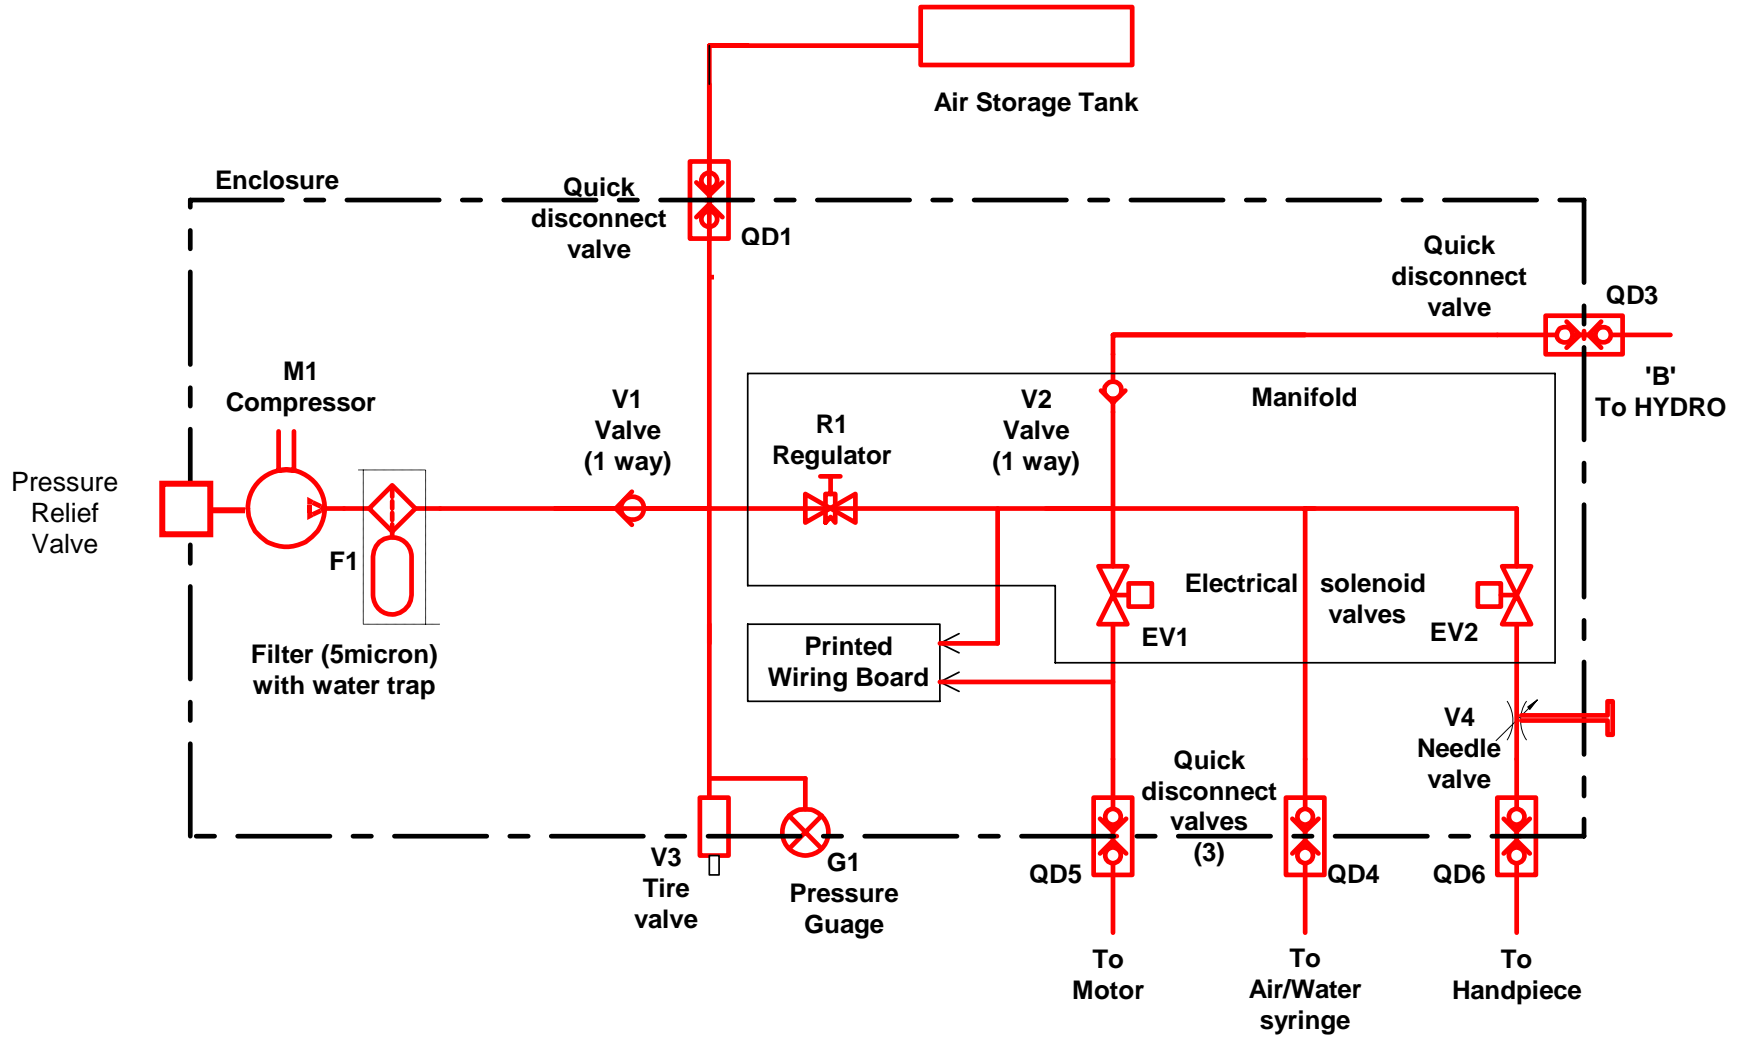 Air Storage Tank
Enclosure
Quick
disconnect
valve
QD1
Quick
disconnect
valve
QD3
'B'
To HYDRO
M1
Compressor
V1
Valve
(1 way)
R1
Regulator
V2
Valve
(1 way)
Manifold
Pressure
Relief
Valve
F1
Filter (5micron)
with water trap
Printed
Wiring Board
Electrical solenoid
valves
EV1
EV2
V4
Needle
valve
Quick
disconnect
valves
(3)
V3
Tire
valve
G1
Pressure
Guage
QD5
QD4
QD6
To
Motor
To
Air/Water
syringe
To
Handpiece